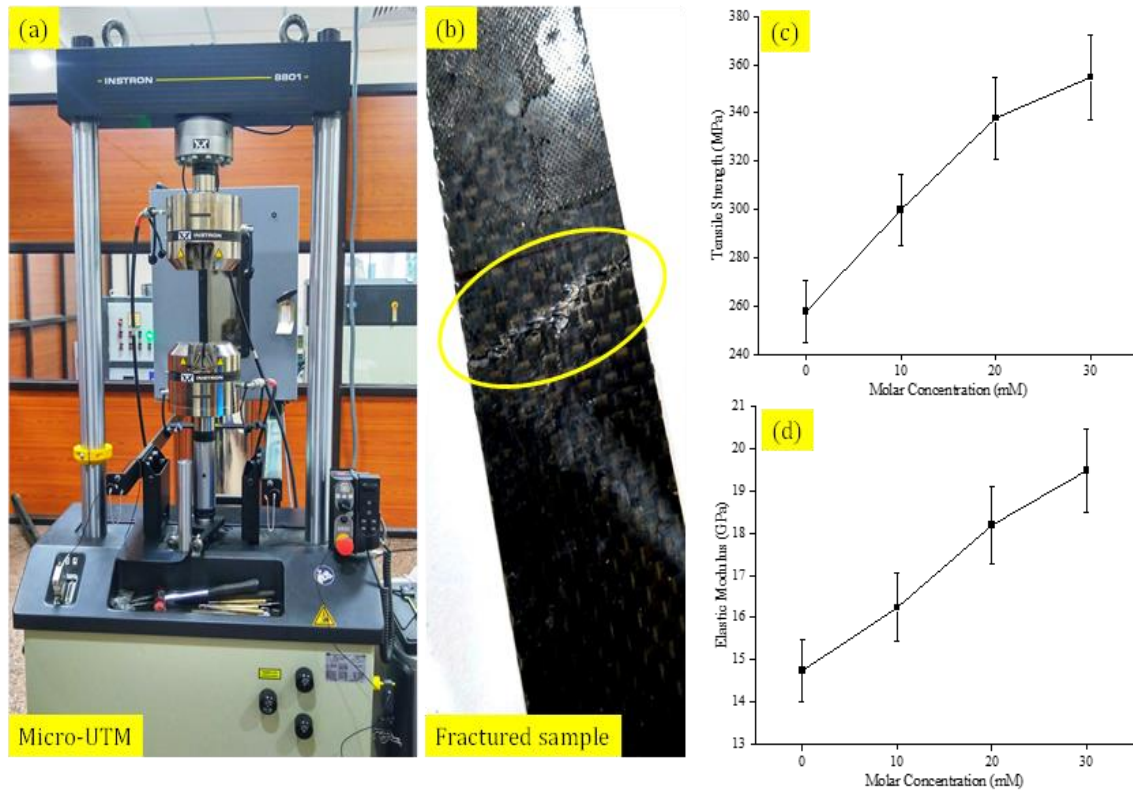 (a)
INSTRON 8801
INSTRON
INSTRON
Micro-UTM
(b)
Fractured sample
(c)
380
360
340
320
300
280
260
240
Tensile Strength (MPa)
0 10 20 30
Molar Concentration (mM)
(d)
21
20
19
18
17
16
15
14
13
Elastic Modulus (GPa)
0 10 20 30
Molar Concentration (mM)